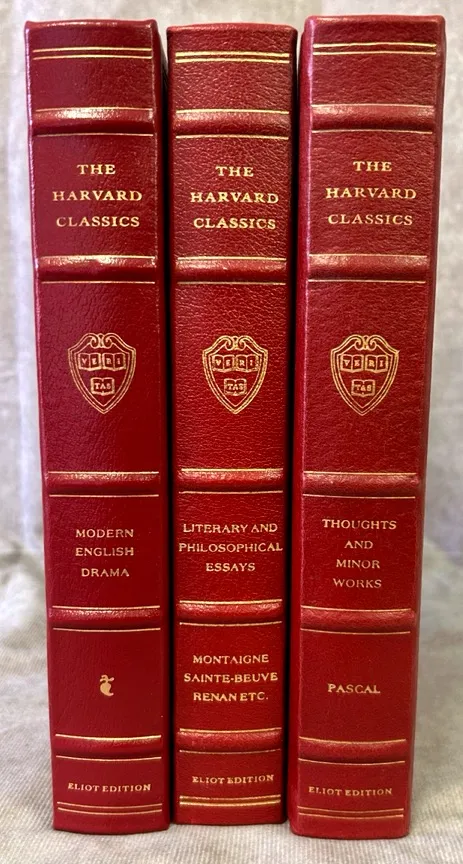 THE
HARVARD
CLASSICS
VE RI
TAS
MODERN
ENGLISH
DRAMA
ELIOT EDITION
THE
HARVARD
CLASSICS
VE RI
TAS
LITERARY AND
PHILOSOPHICAL
ESSAYS
MONTAIGNE
SAINTE-BEUVE
RENAN ETC.
ELIOT EDITION
THE
HARVARD
CLASSICS
VE RI
TAS
THOUGHTS
AND
MINOR
WORKS
PASCAL
ELIOT EDITION